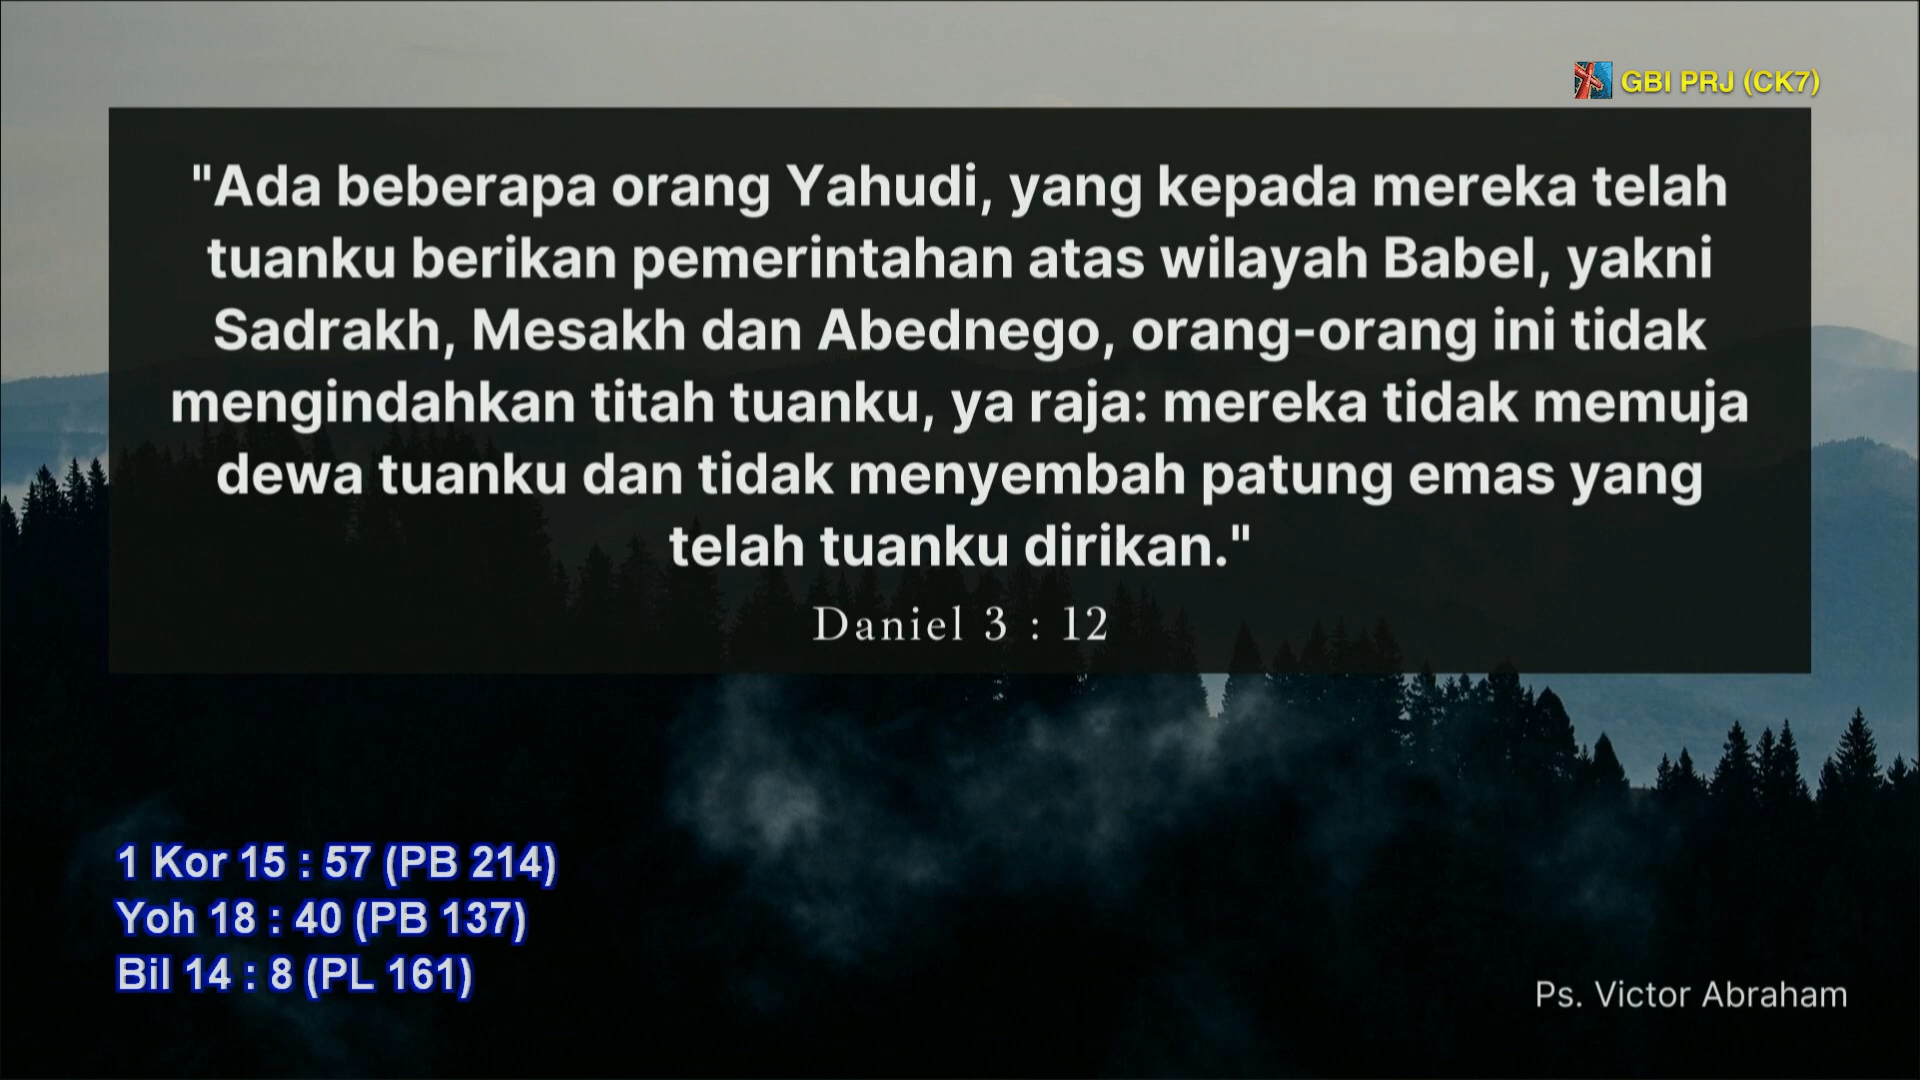 GBI PRJ (CK7)
"Ada beberapa orang Yahudi, yang kepada mereka telah
tuanku berikan pemerintahan atas wilayah Babel, yakni
Sadrakh, Mesakh dan Abednego, orang-orang ini tidak
mengindahkan titah tuanku, ya raja: mereka tidak memuja
dewa tuanku dan tidak menyembah patung emas yang
telah tuanku dirikan."
Daniel 3 : 12
1 Kor 15 : 57 (PB 214)
Yoh 18 : 40 (PB 137)
Bil 14 : 8 (PL 161)
Ps. Victor Abraham